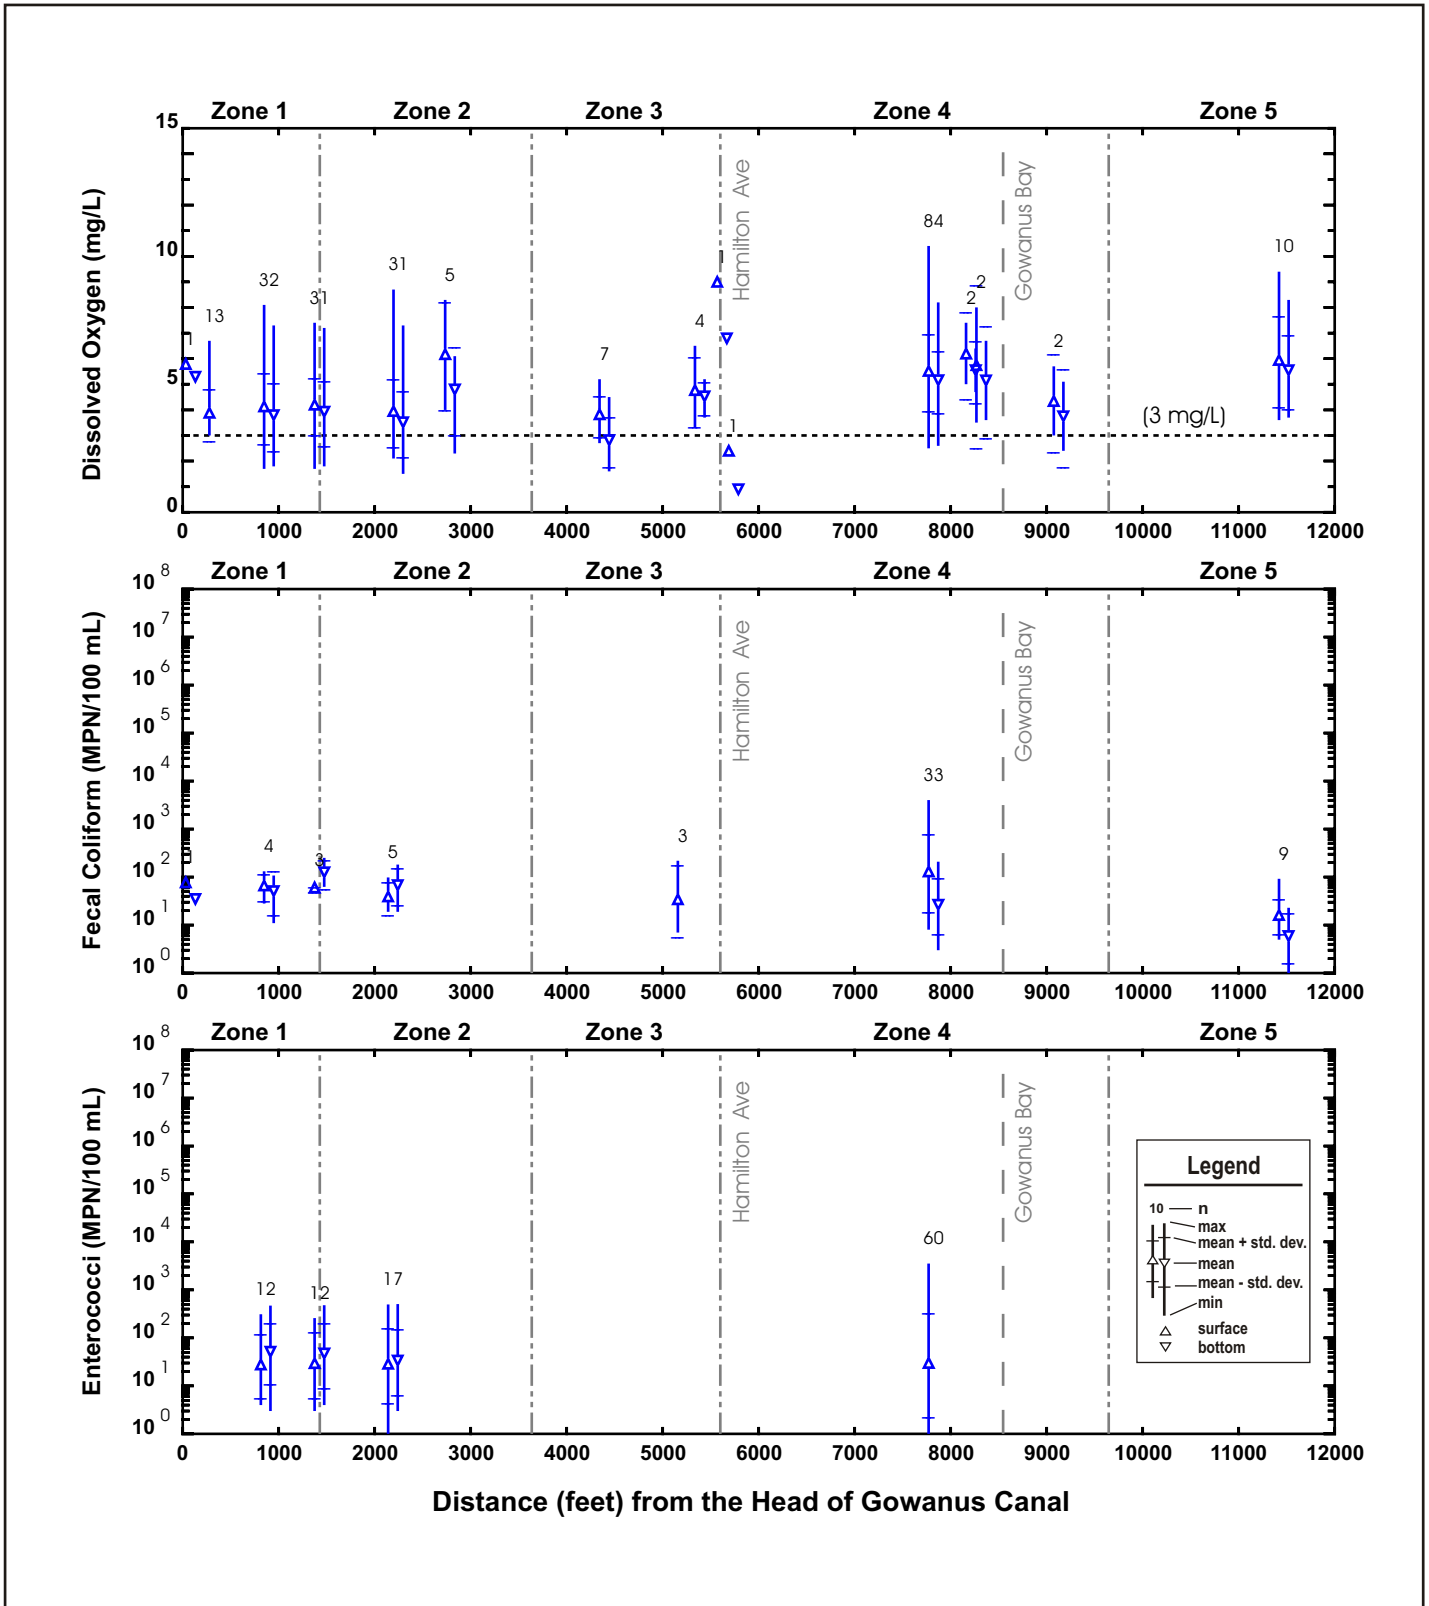 Zone 1 Zone 2 Zone 3 Zone 4 Zone 5
Dissolved Oxygen (mg/L)
15
10
5
0
1
13
32
31
31
5
7
4
1
1
84
2
2
2
10
Hamilton Ave
Gowanus Bay
(3 mg/L)
0 1000 2000 3000 4000 5000 6000 7000 8000 9000 10000 11000 12000
Zone 1 Zone 2 Zone 3 Zone 4 Zone 5
Fecal Coliform (MPN/100 mL)
10^8
10^7
10^6
10^5
10^4
10^3
10^2
10^1
10^0
4
3
5
3
33
9
Hamilton Ave
Gowanus Bay
0 1000 2000 3000 4000 5000 6000 7000 8000 9000 10000 11000 12000
Zone 1 Zone 2 Zone 3 Zone 4 Zone 5
Enterococci (MPN/100 mL)
10^8
10^7
10^6
10^5
10^4
10^3
10^2
10^1
10^0
12
12
17
60
Hamilton Ave
Gowanus Bay
Legend
10 n
max
mean + std. dev.
mean
mean - std. dev.
min
surface
bottom
0 1000 2000 3000 4000 5000 6000 7000 8000 9000 10000 11000 12000
Distance (feet) from the Head of Gowanus Canal